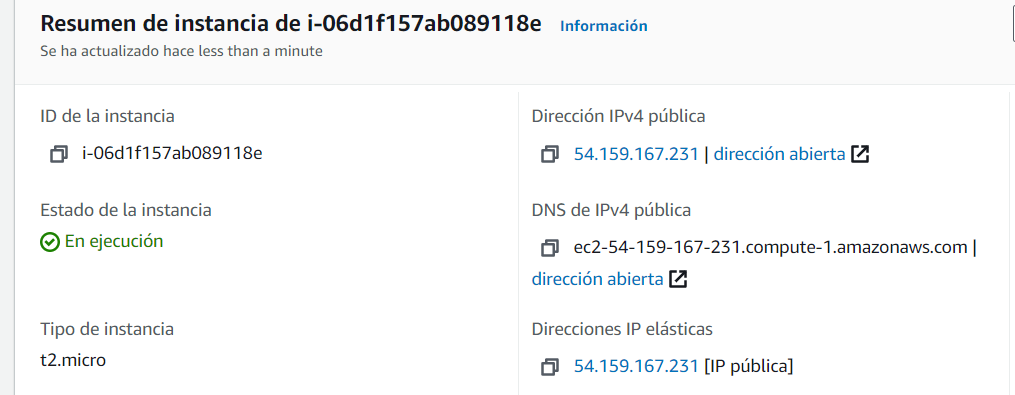 Resumen de instancia de i-06d1f157ab089118e Información
Se ha actualizado hace less than a minute
ID de la instancia
i-06d1f157ab089118e
Dirección IPv4 pública
54.159.167.231 | dirección abierta
Estado de la instancia
En ejecución
DNS de IPv4 pública
ec2-54-159-167-231.compute-1.amazonaws.com |
dirección abierta
Tipo de instancia
t2.micro
Direcciones IP elásticas
54.159.167.231 [IP pública]